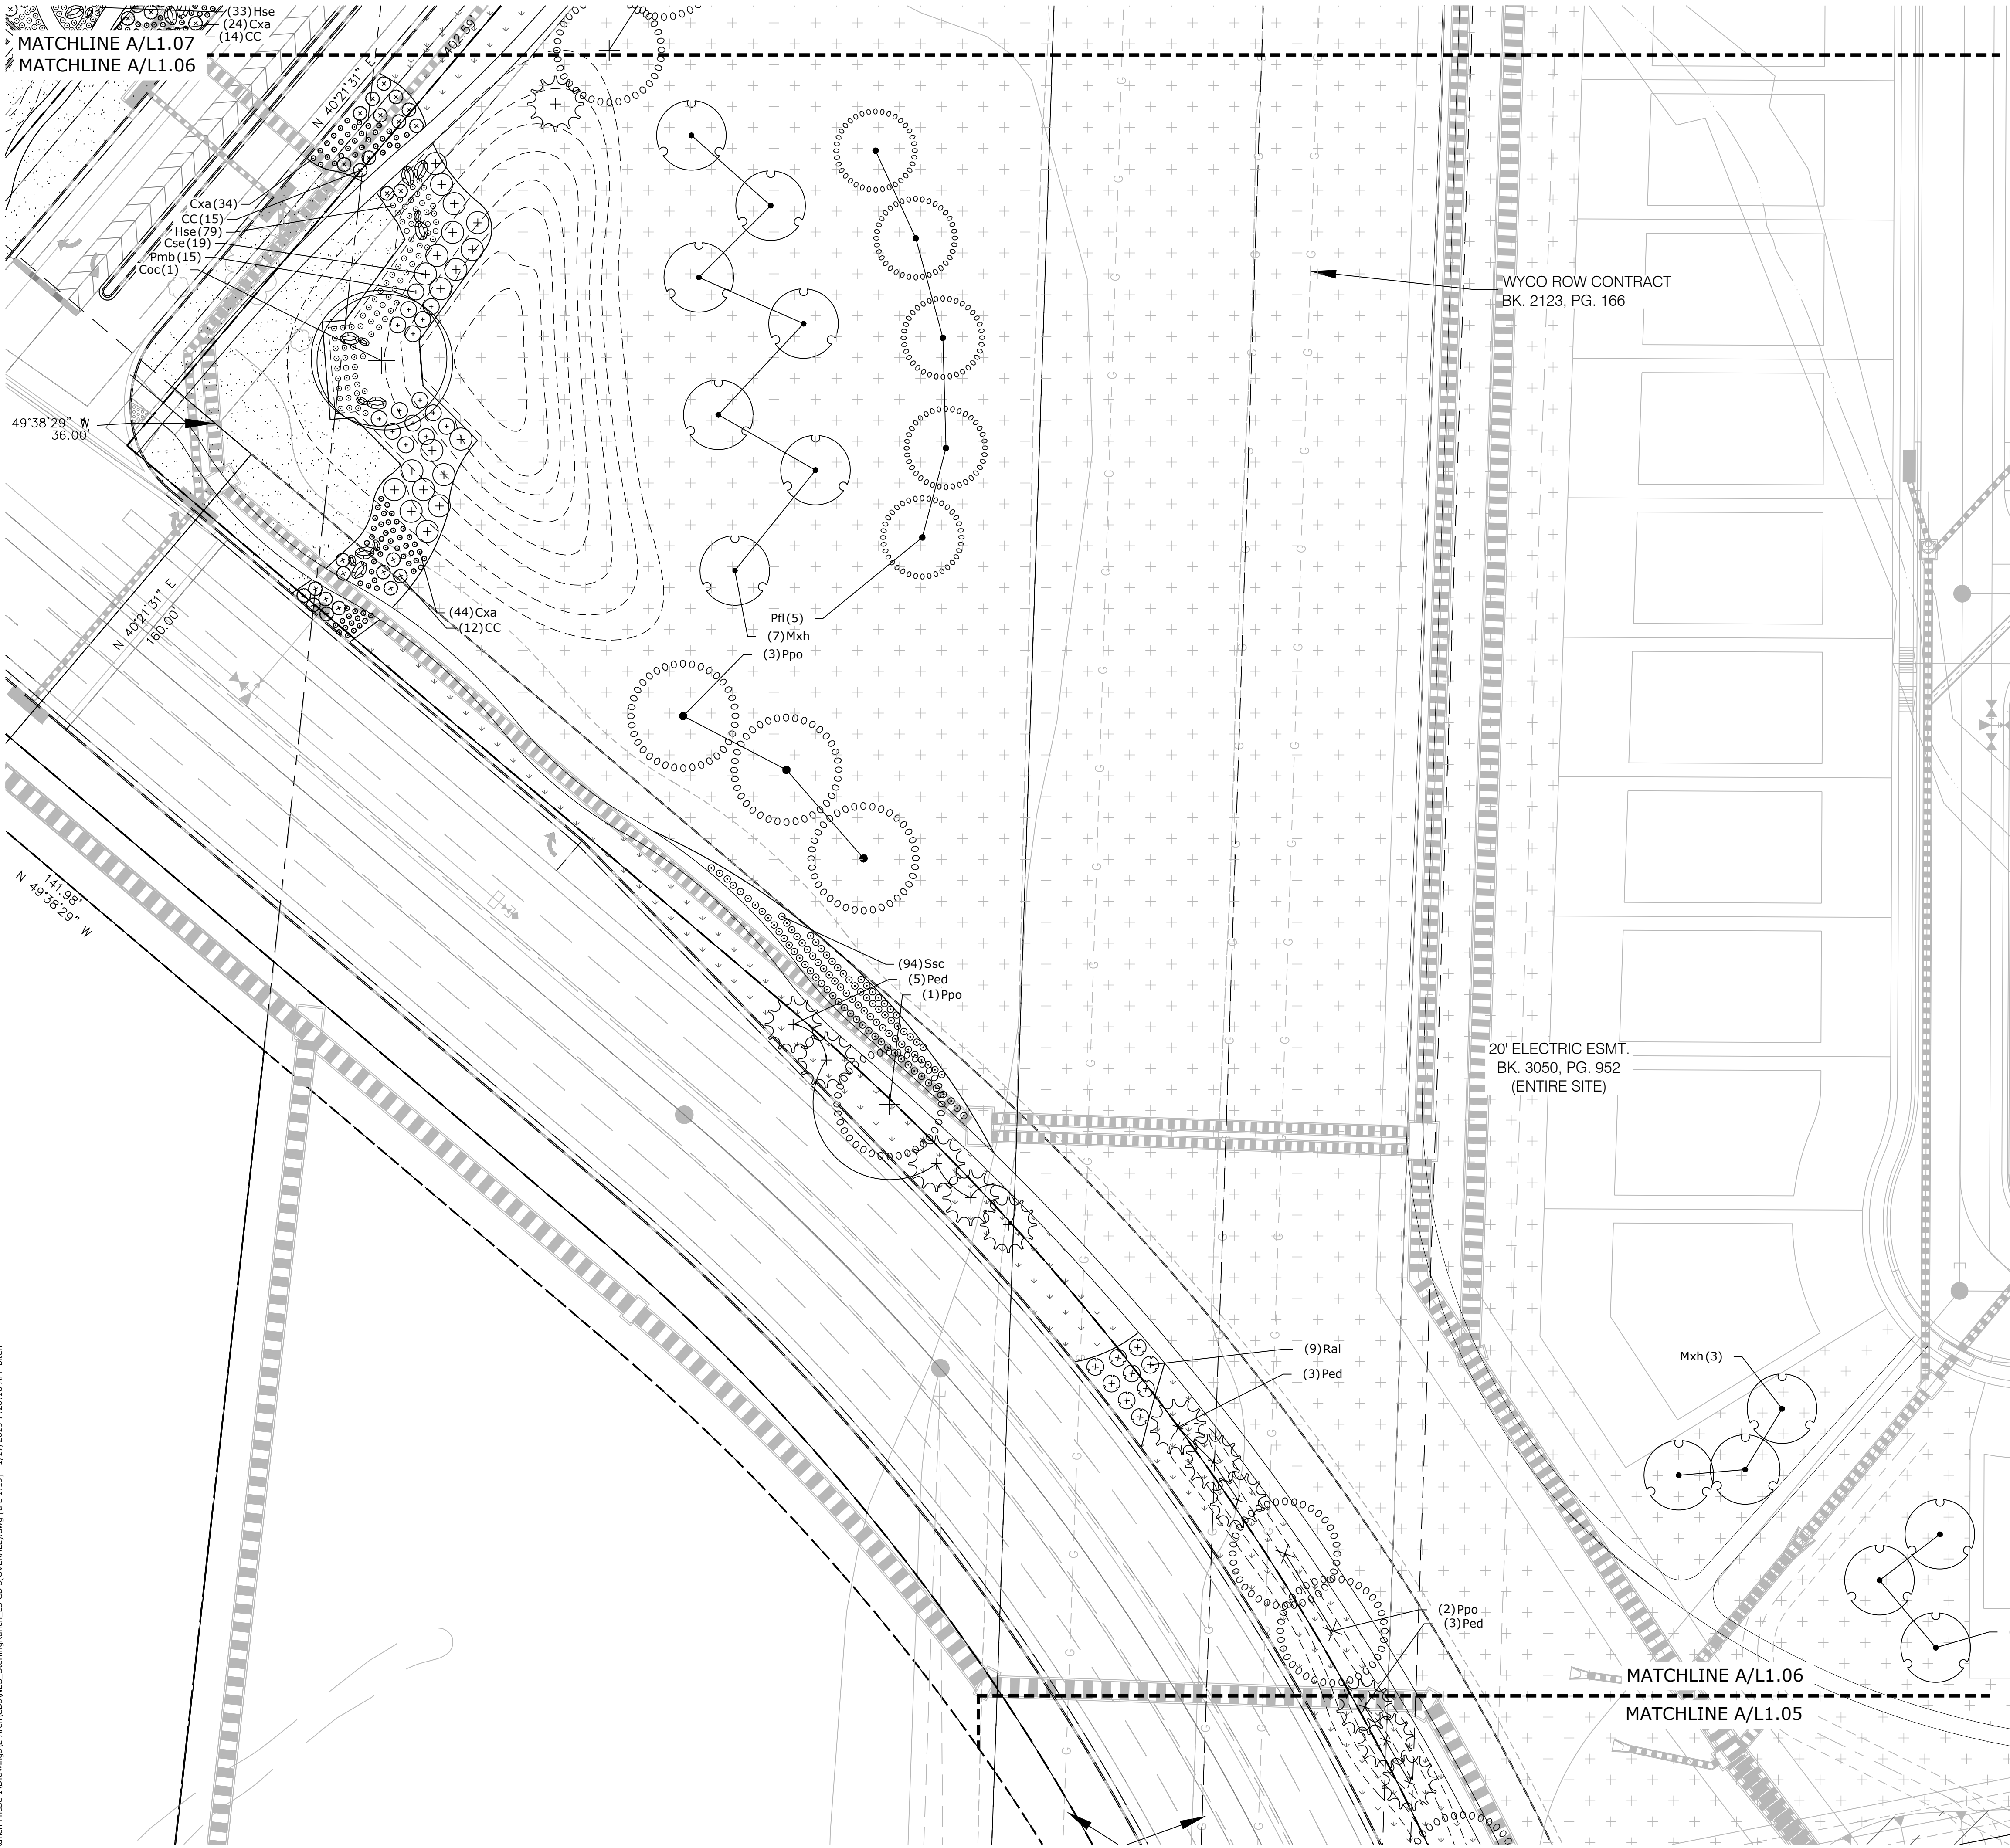 (33)Hse
(24)Cxa
(14)CC
MATCHLINE A/L1.07
MATCHLINE A/L1.06
N 40°21'31" E
402.59'
Cxa(34)
CC(15)
Hse(79)
Cse(19)
Pmb(15)
Coc(1)
WYCO ROW CONTRACT
BK. 2123, PG. 166
49°38'29" W
36.00'
N 40°21'31" E
160.00'
(44)Cxa
(12)CC
Pfl(5)
(7)Mxh
(3)Ppo
141.98'
N 49°38'29" W
(94)Ssc
(5)Ped
(1)Ppo
20' ELECTRIC ESMT.
BK. 3050, PG. 952
(ENTIRE SITE)
(9)Ral
(3)Ped
Mxh(3)
(2)Ppo
(3)Ped
MATCHLINE A/L1.06
MATCHLINE A/L1.05